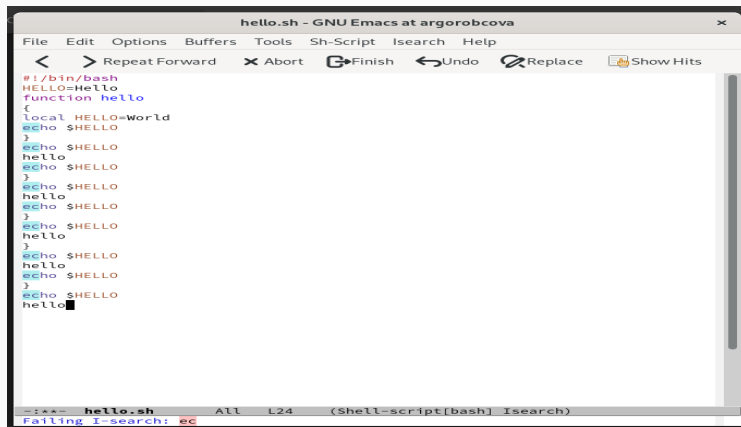 hello.sh - GNU Emacs at argorobcova ×
File Edit Options Buffers Tools Sh-Script Isearch Help
Repeat Forward Abort Finish Undo Replace Show Hits
#!/bin/bash
HELLO=Hello
function hello
{
local HELLO=World
echo $HELLO
}
echo $HELLO
hello
echo $HELLO
}
echo $HELLO
hello
echo $HELLO
}
echo $HELLO
hello
}
echo $HELLO
hello
echo $HELLO
}
echo $HELLO
hello
-:**- hello.sh All L24 (Shell-script[bash] Isearch)
Failing I-search: ec